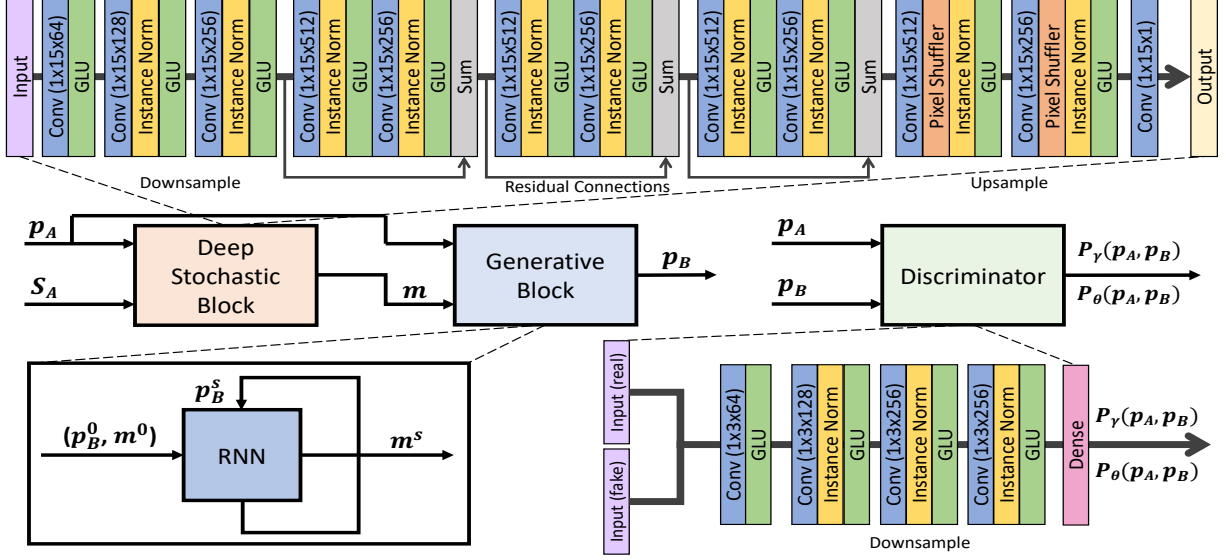 Input
Conv (1x15x64)
GLU
Conv (1x15x128)
Instance Norm
GLU
Conv (1x15x256)
Instance Norm
GLU
Conv (1x15x512)
Instance Norm
GLU
Conv (1x15x256)
Instance Norm
GLU
Sum
Conv (1x15x512)
Instance Norm
GLU
Conv (1x15x256)
Instance Norm
GLU
Sum
Conv (1x15x512)
Instance Norm
GLU
Conv (1x15x256)
Instance Norm
GLU
Sum
Conv (1x15x512)
Pixel Shuffler
Instance Norm
GLU
Conv (1x15x256)
Pixel Shuffler
Instance Norm
GLU
Conv (1x15x1)
Output
Downsample
Residual Connections
Upsample
p_A
S_A
Deep
Stochastic
Block
m
Generative
Block
p_B
p_A
p_B
Discriminator
P_γ(p_A, p_B)
P_θ(p_A, p_B)
p_B^s
(p_B^0, m^0)
RNN
m^s
Input (real)
Input (fake)
Conv (1x3x64)
GLU
Conv (1x3x128)
Instance Norm
GLU
Conv (1x3x256)
Instance Norm
GLU
Conv (1x3x256)
Instance Norm
GLU
Dense
P_γ(p_A, p_B)
P_θ(p_A, p_B)
Downsample